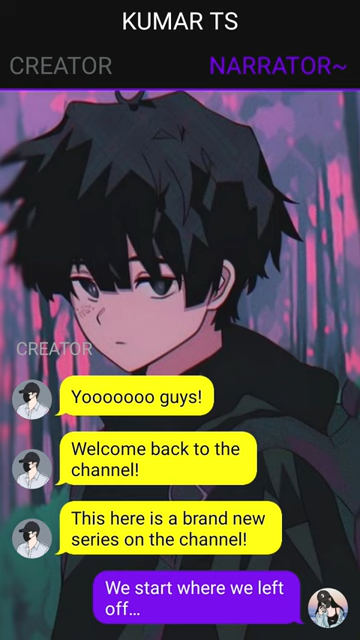 KUMAR TS
CREATOR NARRATOR~
CREATOR
Yooooooo guys!
Welcome back to the
channel!
This here is a brand new
series on the channel!
We start where we left
off...